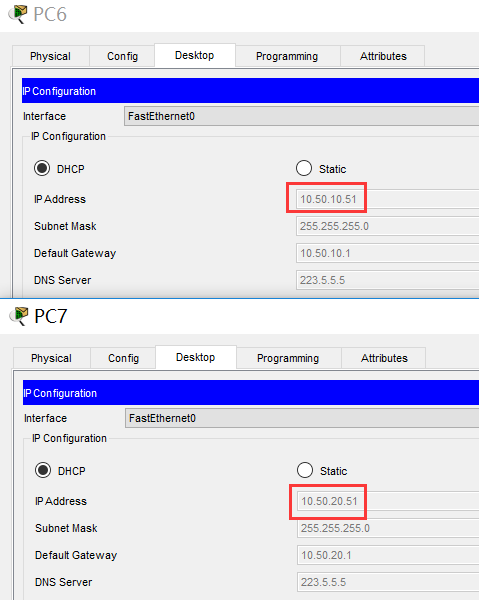 PC6
Physical Config Desktop Programming Attributes
IP Configuration
Interface FastEthernet0
IP Configuration
DHCP Static
IP Address 10.50.10.51
Subnet Mask 255.255.255.0
Default Gateway 10.50.10.1
DNS Server 223.5.5.5
PC7
Physical Config Desktop Programming Attributes
IP Configuration
Interface FastEthernet0
IP Configuration
DHCP Static
IP Address 10.50.20.51
Subnet Mask 255.255.255.0
Default Gateway 10.50.20.1
DNS Server 223.5.5.5